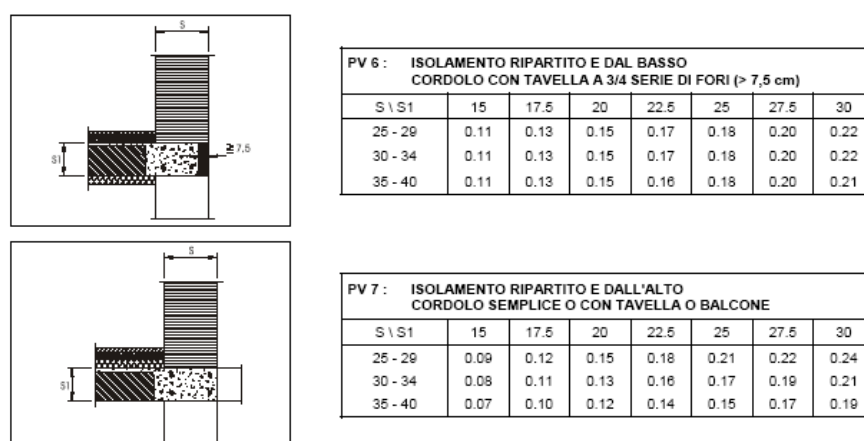 S
S1
≥ 7.5
PV 6 : ISOLAMENTO RIPARTITO E DAL BASSO
CORDOLO CON TAVELLA A 3/4 SERIE DI FORI (> 7,5 cm)
S \ S1 15 17.5 20 22.5 25 27.5 30
25 - 29 0.11 0.13 0.15 0.17 0.18 0.20 0.22
30 - 34 0.11 0.13 0.15 0.17 0.18 0.20 0.22
35 - 40 0.11 0.13 0.15 0.16 0.18 0.20 0.21
S
S1
PV 7 : ISOLAMENTO RIPARTITO E DALL'ALTO
CORDOLO SEMPLICE O CON TAVELLA O BALCONE
S \ S1 15 17.5 20 22.5 25 27.5 30
25 - 29 0.09 0.12 0.15 0.18 0.21 0.22 0.24
30 - 34 0.08 0.11 0.13 0.16 0.17 0.19 0.21
35 - 40 0.07 0.10 0.12 0.14 0.15 0.17 0.19